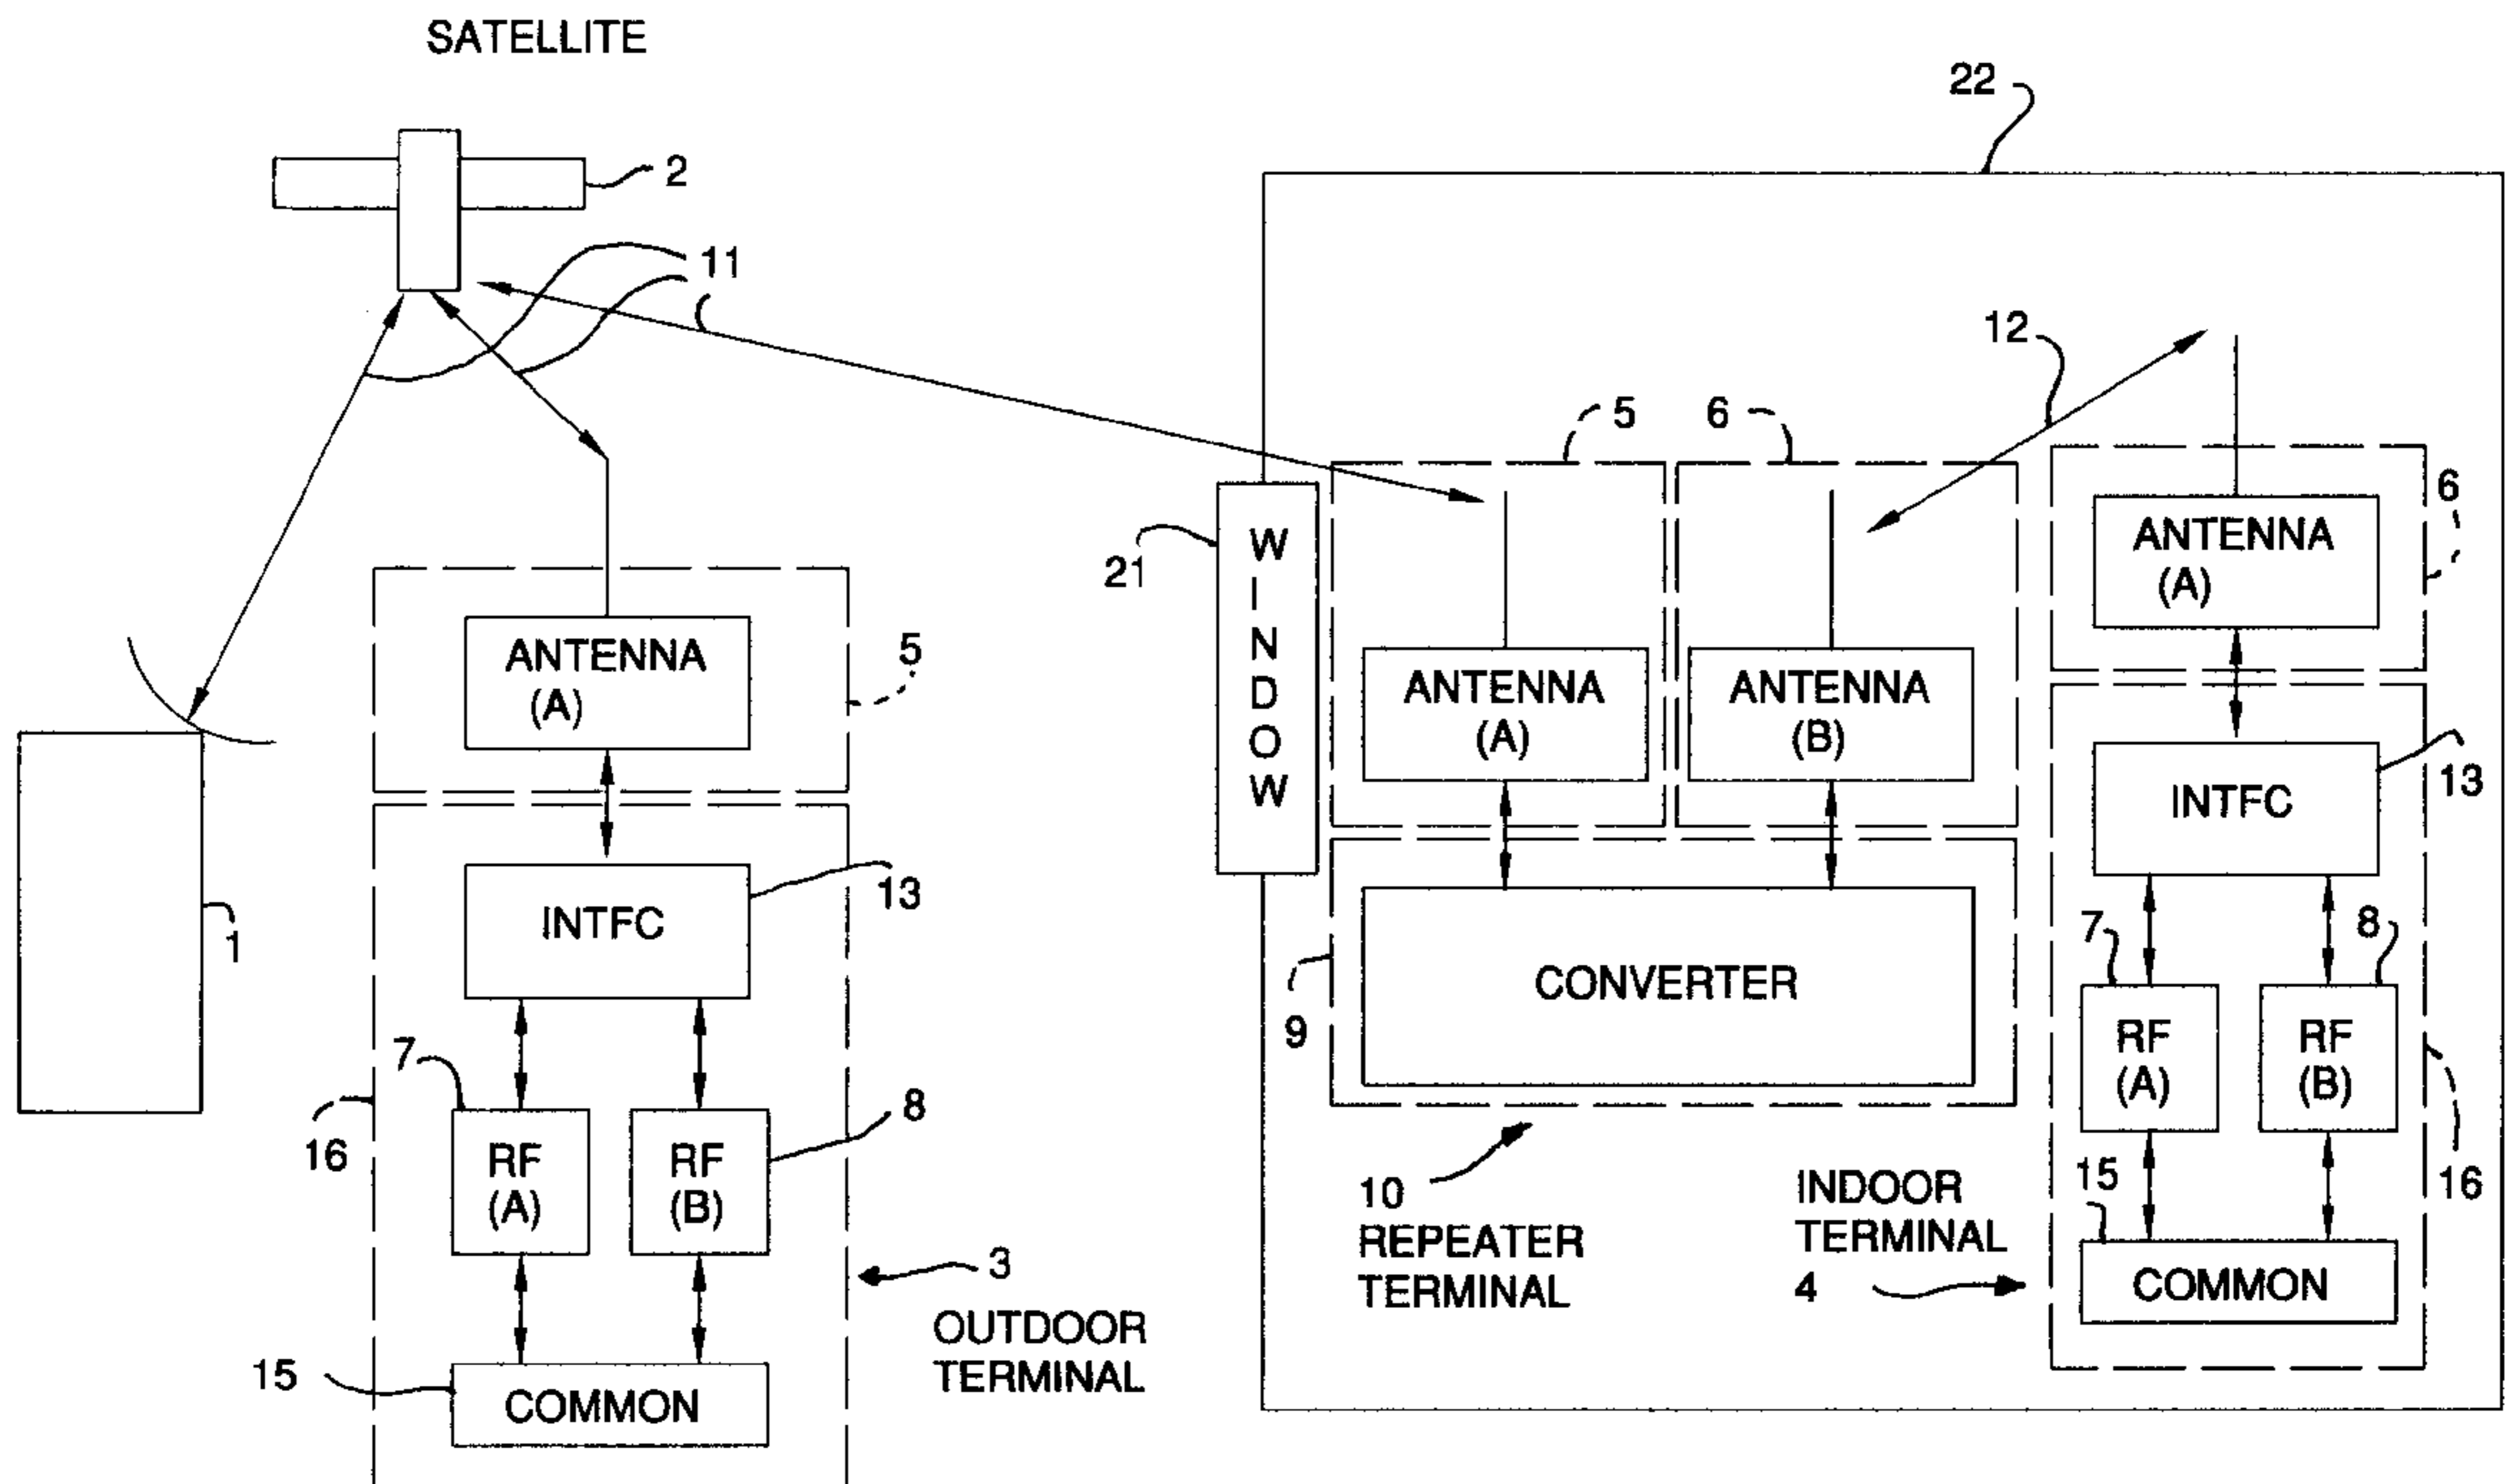 SATELLITE
2
11
1
ANTENNA
(A)
5
INTFC
13
7
RF
(A)
RF
(B)
8
16
15
COMMON
3
OUTDOOR
TERMINAL
22
21
W
I
N
D
O
W
5
6
12
ANTENNA
(A)
ANTENNA
(B)
CONVERTER
9
10
REPEATER
TERMINAL
6
ANTENNA
(A)
INTFC
13
7
8
RF
(A)
RF
(B)
15
16
COMMON
INDOOR
TERMINAL
4